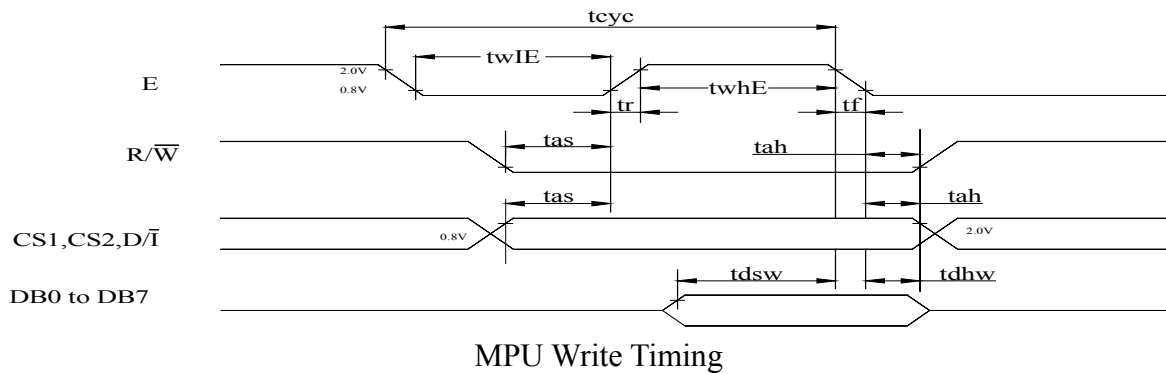 tcyc
twIE
2.0V
E
0.8V
twhE
tr
tf
R/W̅
tas
tah
tas
tah
CS1,CS2,D/I̅
0.8V
2.0V
tdsw
tdhw
DB0 to DB7
MPU Write Timing